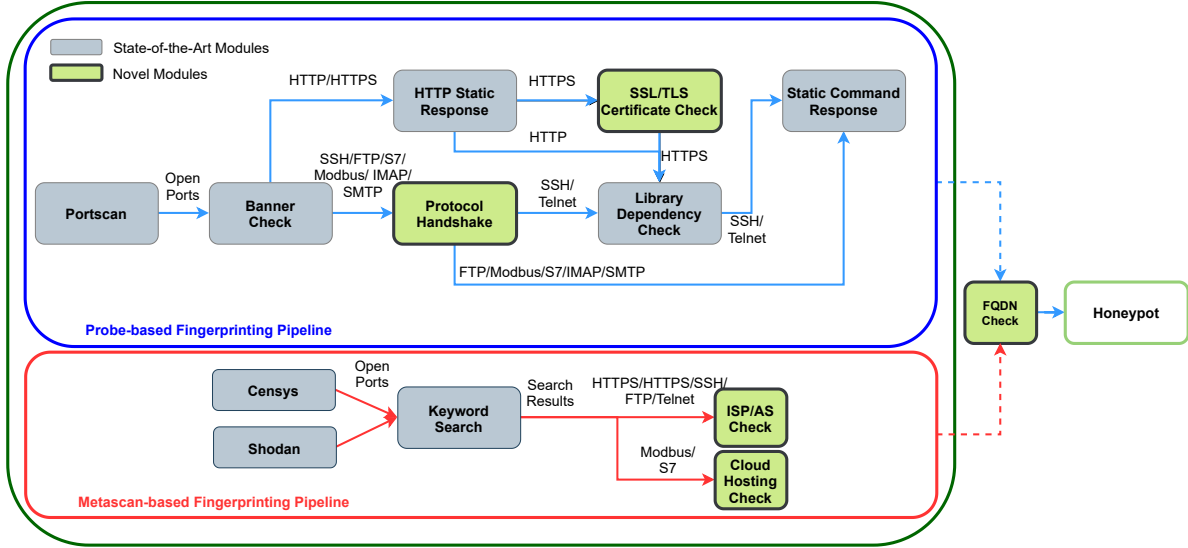 State-of-the-Art Modules
Novel Modules
HTTP/HTTPS
HTTP Static
Response
HTTPS
SSL/TLS
Certificate Check
Static Command
Response
HTTP
HTTPS
Portscan
Open
Ports
Banner
Check
SSH/FTP/S7/
Modbus/ IMAP/
SMTP
Protocol
Handshake
SSH/
Telnet
Library
Dependency
Check
SSH/
Telnet
FTP/Modbus/S7/IMAP/SMTP
Probe-based Fingerprinting Pipeline
FQDN
Check
Honeypot
Censys
Shodan
Open
Ports
Keyword
Search
Search
Results
HTTPS/HTTPS/SSH/
FTP/Telnet
ISP/AS
Check
Modbus/
S7
Cloud
Hosting
Check
Metascan-based Fingerprinting Pipeline